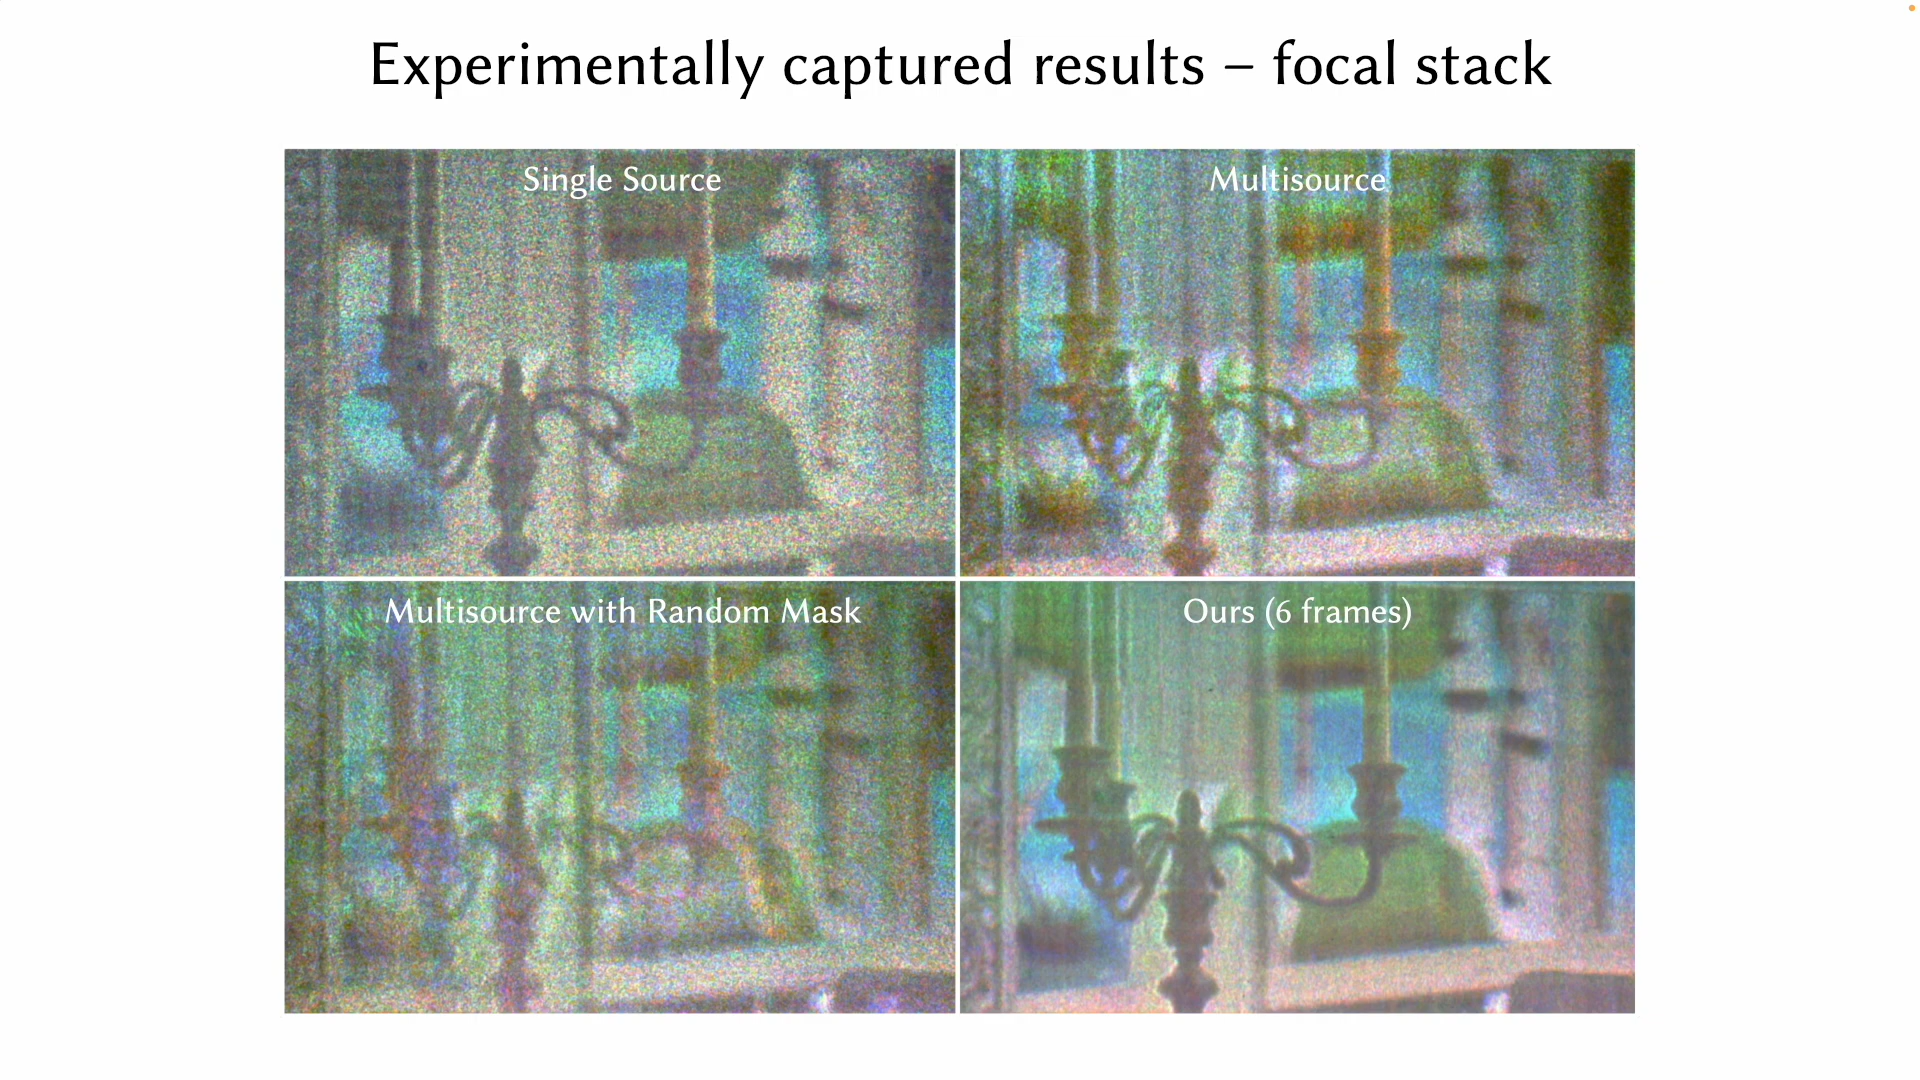 Experimentally captured results – focal stack
Single Source
Multisource
Multisource with Random Mask
Ours (6 frames)